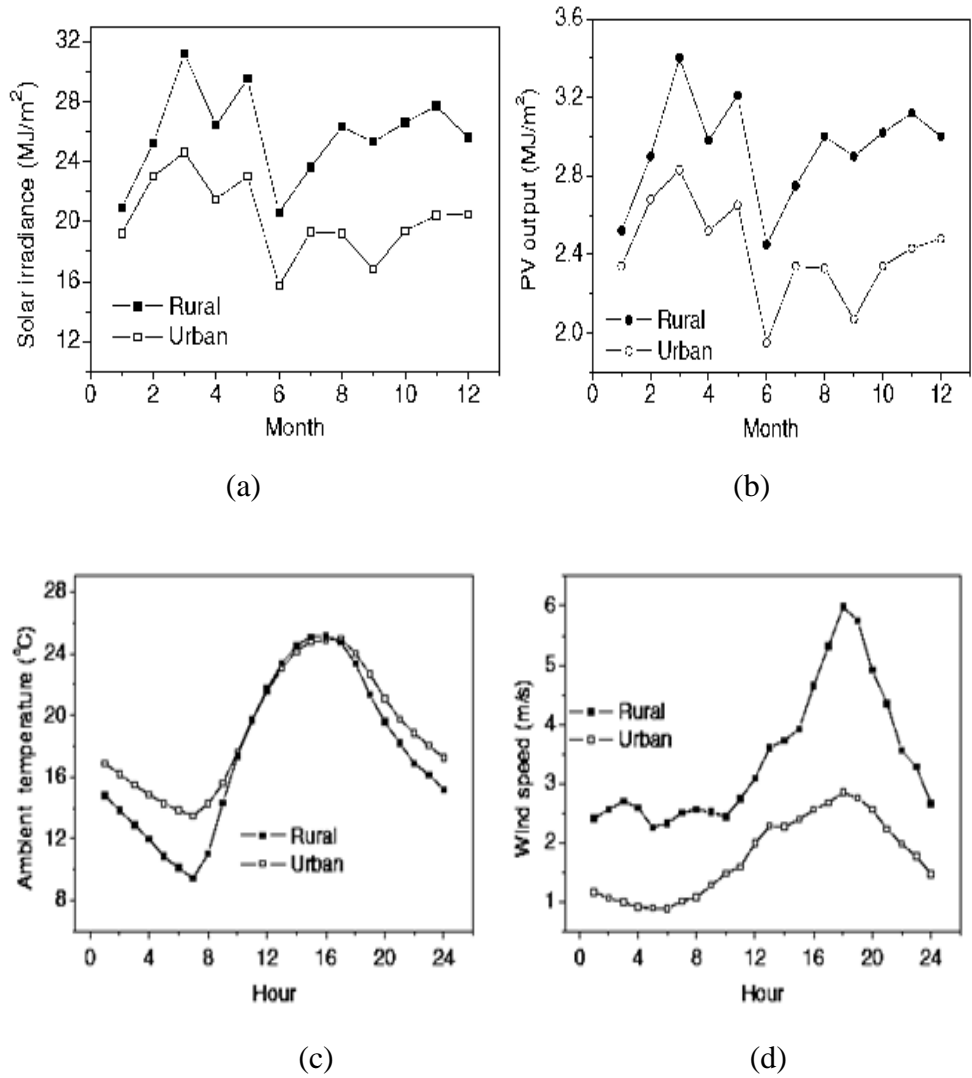 Solar irradiance (MJ/m²)
32
28
24
20
16
12
Rural
Urban
0 2 4 6 8 10 12
Month
(a)
PV output (MJ/m²)
3.6
3.2
2.8
2.4
2.0
Rural
Urban
0 2 4 6 8 10 12
Month
(b)
Ambient temperature (°C)
28
24
20
16
12
8
Rural
Urban
0 4 8 12 16 20 24
Hour
(c)
Wind speed (m/s)
6
5
4
3
2
1
Rural
Urban
0 4 8 12 16 20 24
Hour
(d)